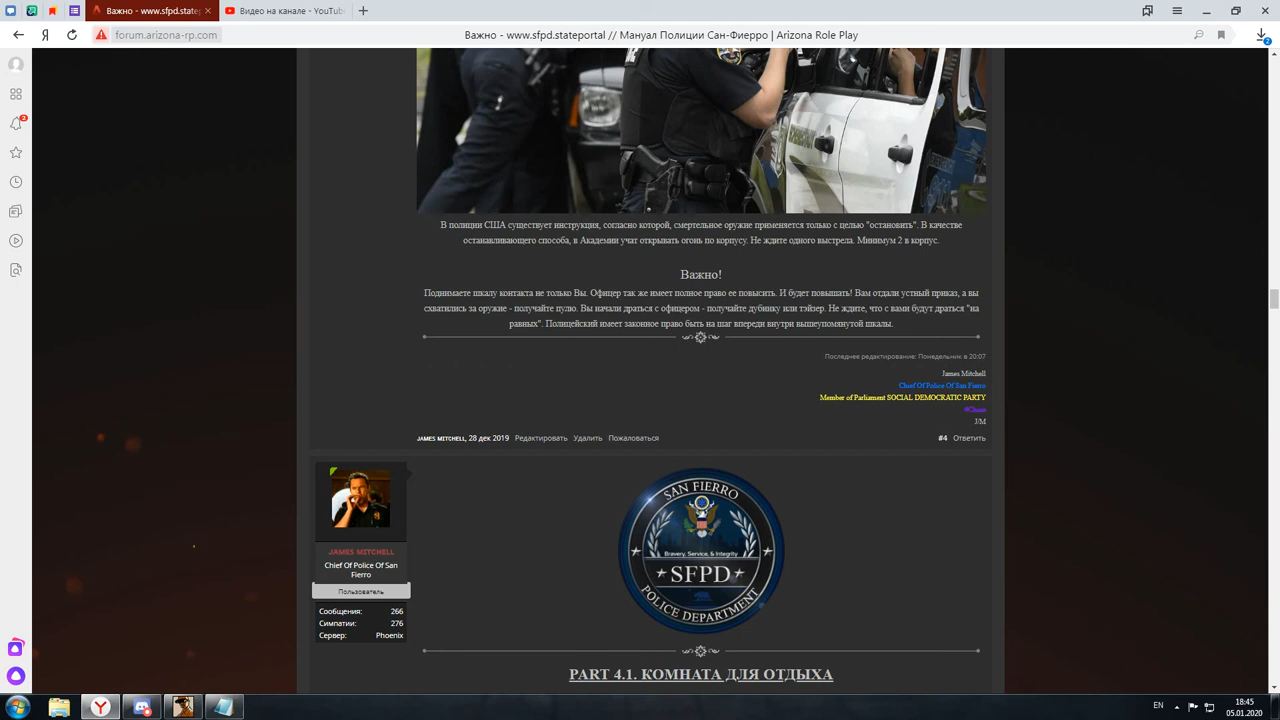 Важно - www.sfpd.statep
Видео на канале - YouTub
forum.arizona-rp.com
Важно - www.sfpd.stateportal // Мануал Полиции Сан-Фиерро | Arizona Role Play
2
2
В полиции США существует инструкция, согласно которой, смертельное оружие применяется только с целью "остановить". В качестве
останавливающего способа, в Академии учат открывать огонь по корпусу. Не ждите одного выстрела. Минимум 2 в корпус.
Важно!
Поднимаете шкалу контакта не только Вы. Офицер так же имеет полное право ее повысить. И будет повышать! Вам отдали устный приказ, а вы
схватились за оружие - получайте пулю. Вы начали драться с офицером - получайте дубинку или тэйзер. Не ждите, что с вами будут драться "на
равных". Полицейский имеет законное право быть на шаг впереди внутри вышеупомянутой шкалы.
Последнее редактирование: Понедельник в 20:07
James Mitchell
Chief Of Police Of San Fierro
Member of Parliament SOCIAL DEMOCRATIC PARTY
J/M
JAMES MITCHELL, 28 дек 2019 Редактировать Удалить Пожаловаться #4 Ответить
JAMES MITCHELL
Chief Of Police Of San
Fierro
Пользователь
Сообщения: 266
Симпатии: 276
Сервер: Phoenix
SAN FIERRO
Bravery, Service, & Integrity
SFPD
POLICE DEPARTMENT
PART 4.1. КОМНАТА ДЛЯ ОТДЫХА
EN
18:45
05.01.2020